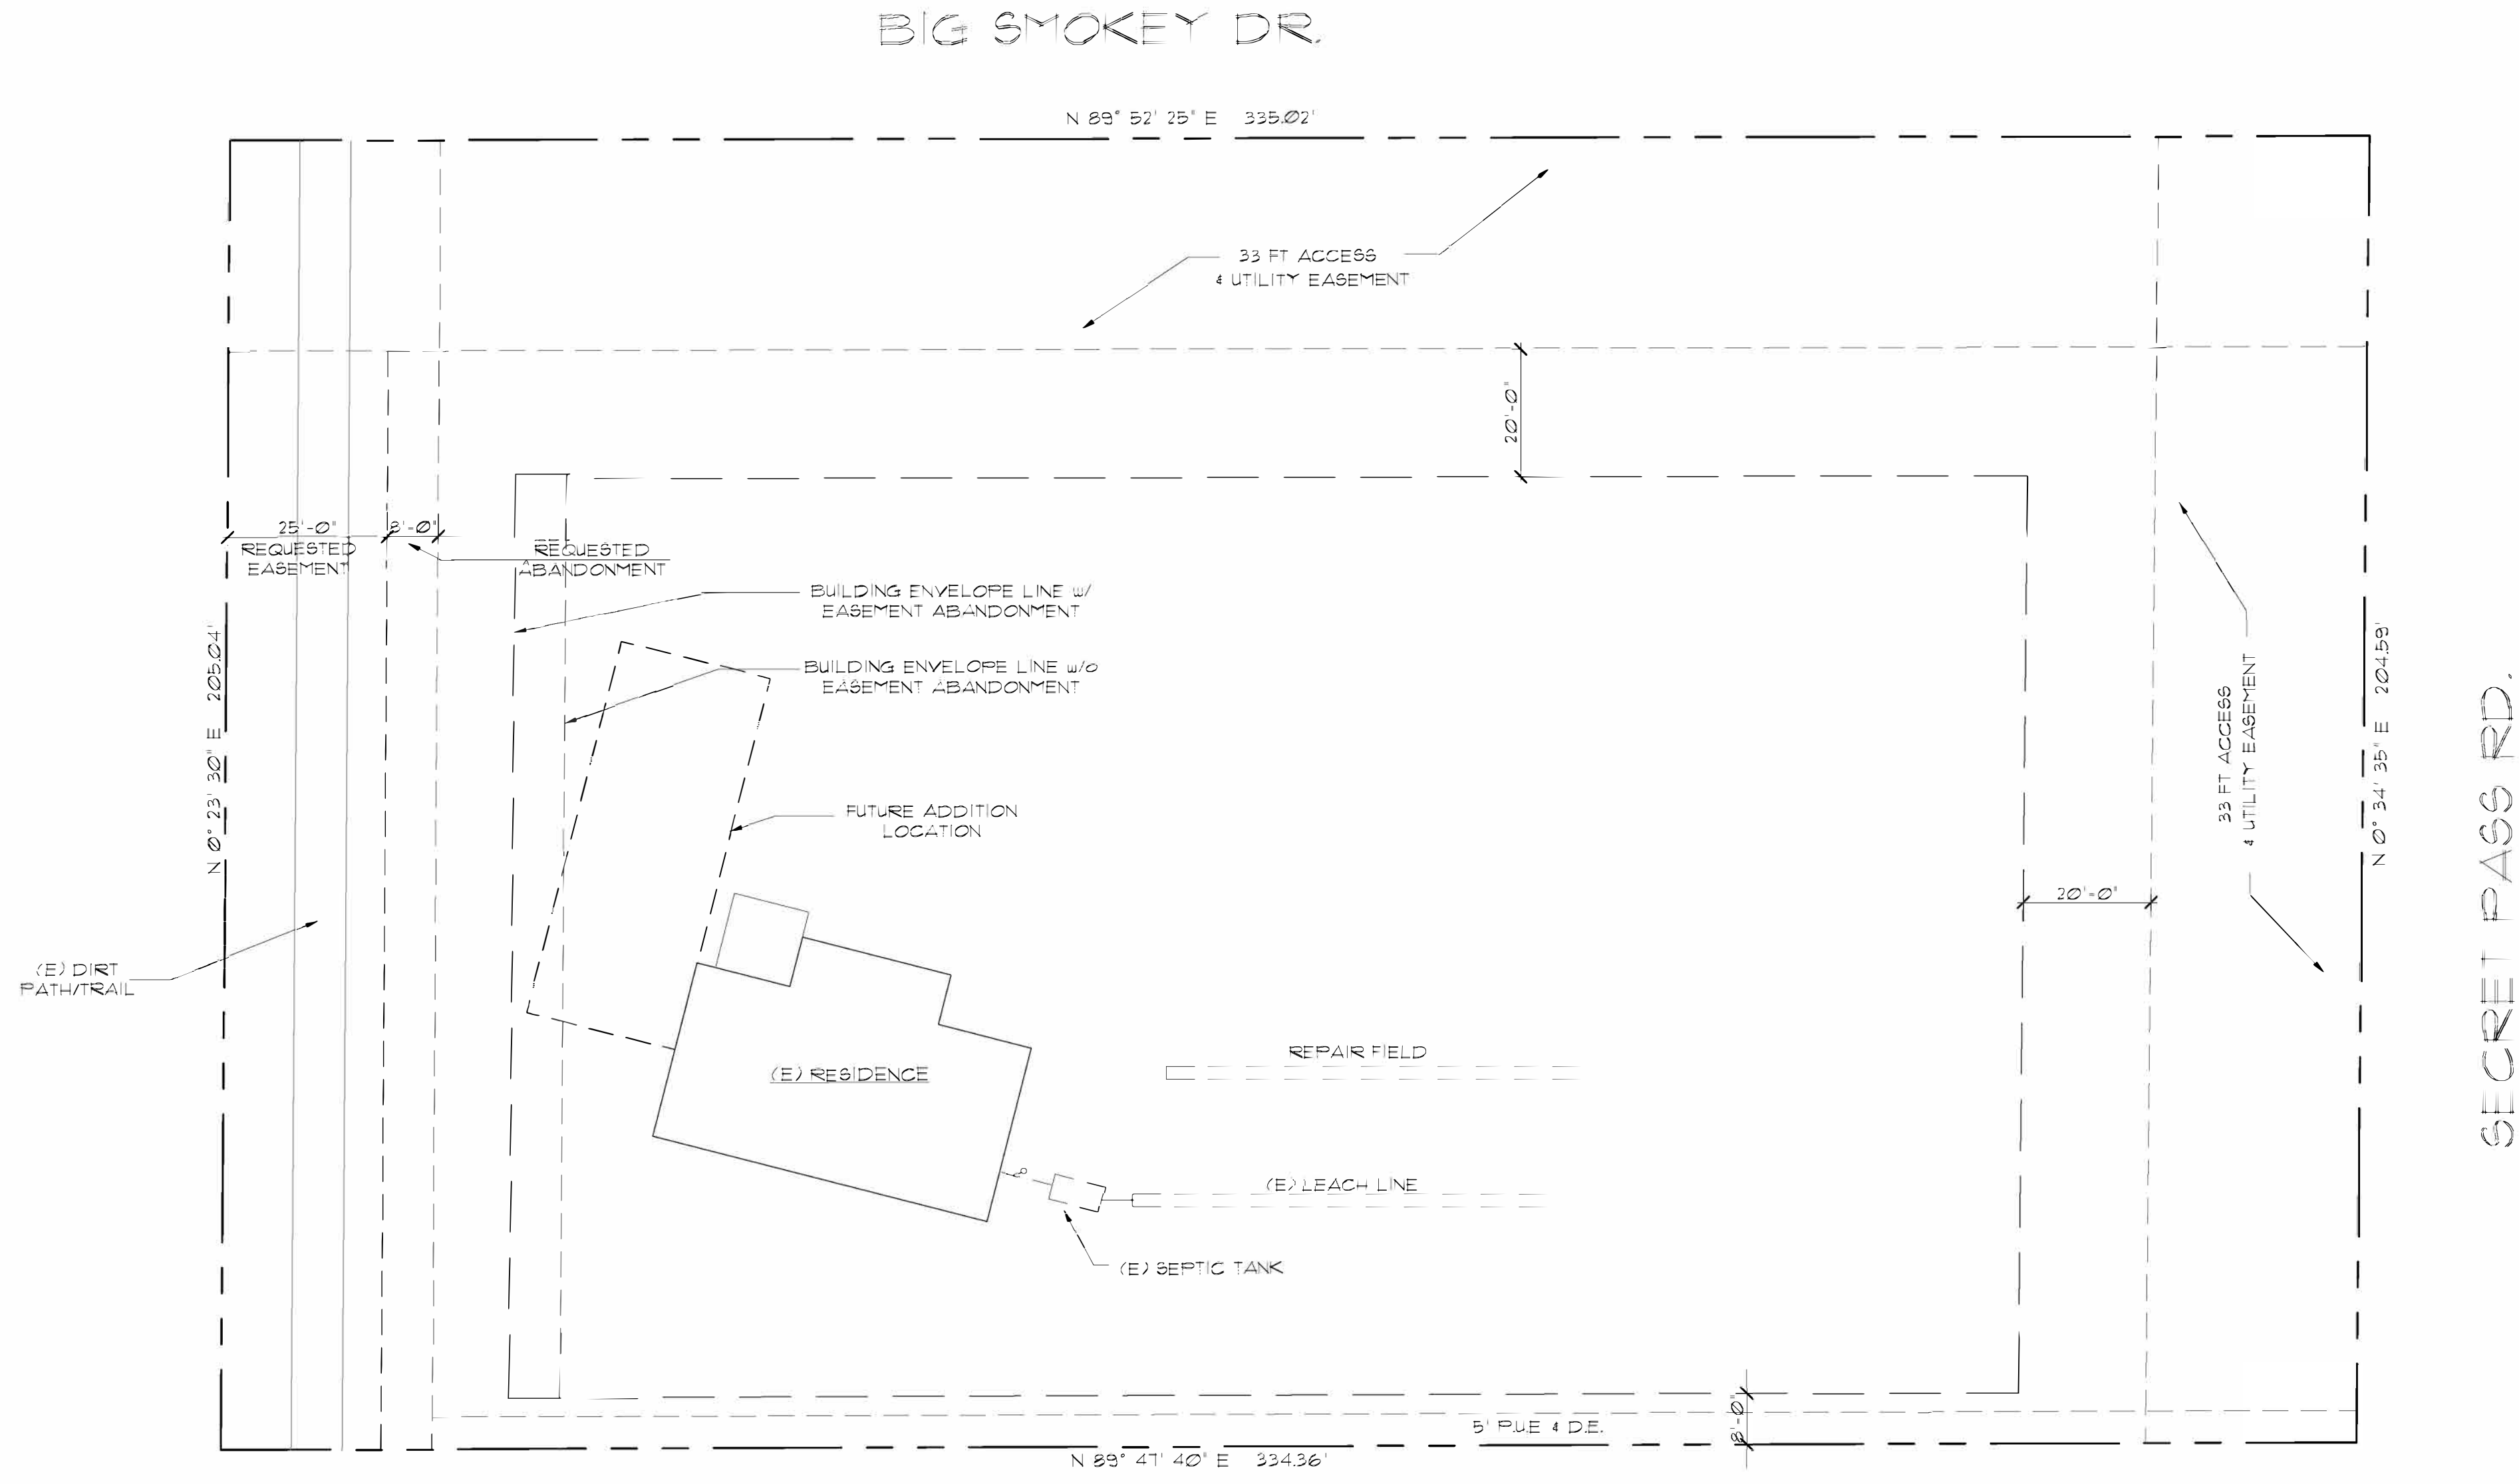 BIG SMOKEY DR.
N 89° 52' 25" E 335.02'
33 FT ACCESS
& UTILITY EASEMENT
20'-0"
25'-0"
8'-0"
REQUESTED
EASEMENT
REQUESTED
ABANDONMENT
BUILDING ENVELOPE LINE w/
EASEMENT ABANDONMENT
BUILDING ENVELOPE LINE w/o
EASEMENT ABANDONMENT
N 0° 23' 30" E 205.04'
33 FT ACCESS
& UTILITY EASEMENT
N 0° 34' 35" E 204.59'
SECRET PASS RD.
FUTURE ADDITION
LOCATION
20'-0"
(E) DIRT
PATH/TRAIL
REPAIR FIELD
(E) RESIDENCE
(E) LEACH LINE
(E) SEPTIC TANK
5' P.U.E & D.E.
8'-0"
N 89° 47' 40" E 334.36'